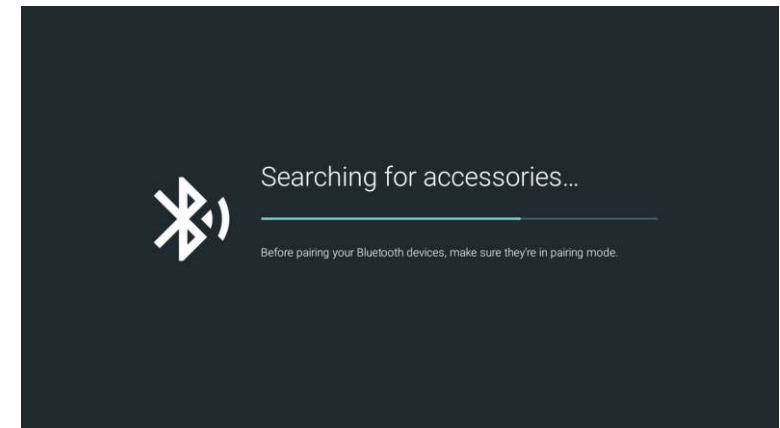 Searching for accessories...
Before pairing your Bluetooth devices, make sure they're in pairing mode.